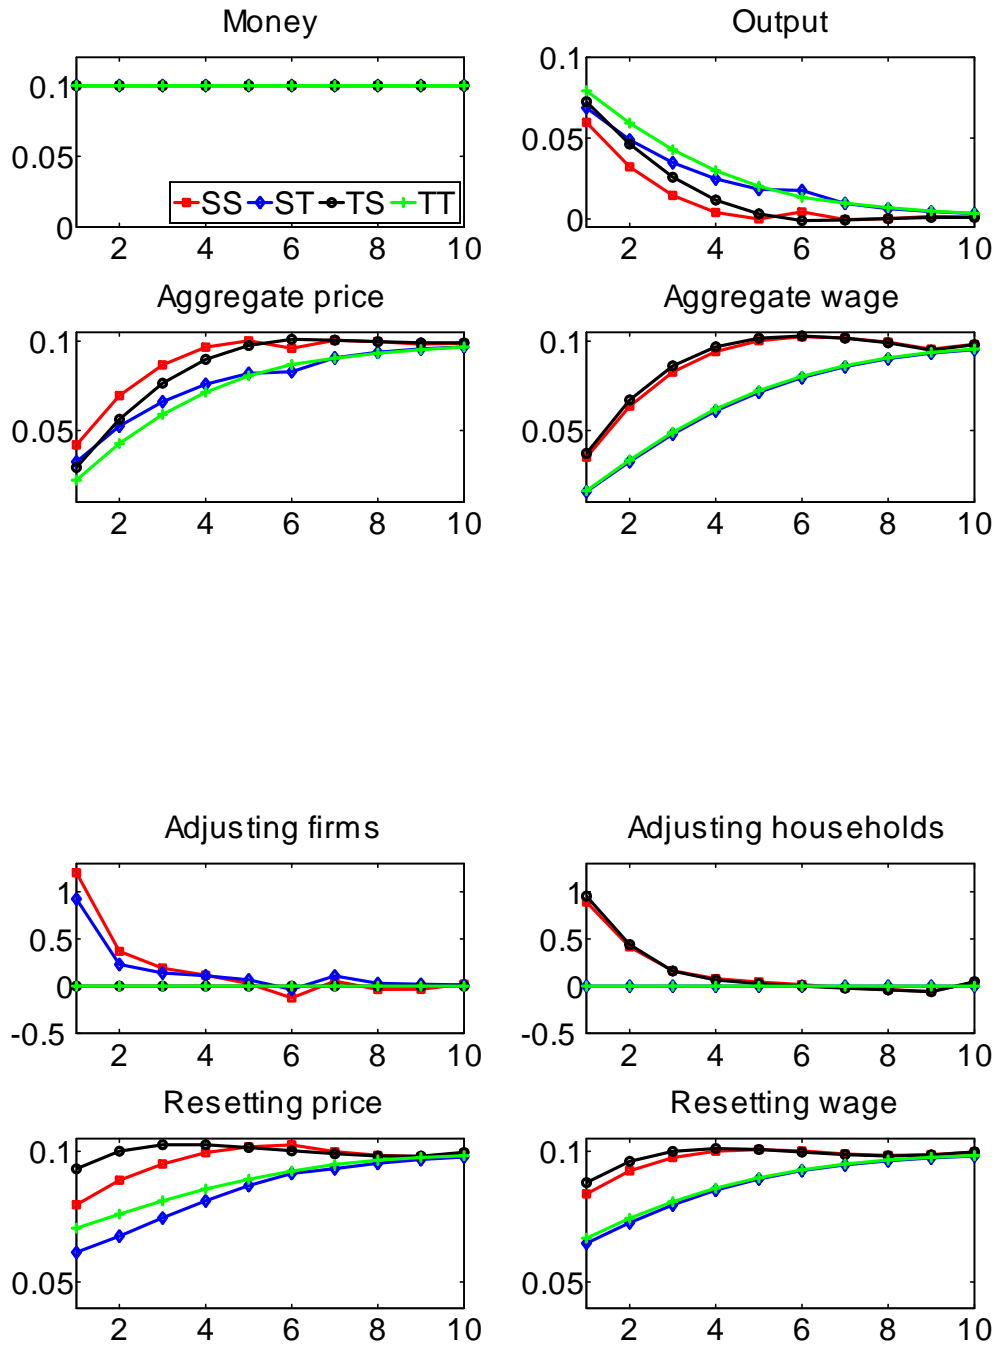 Money
Output
0.1
0.05
0
SS ST TS TT
2 4 6 8 10
0.1
0.05
0
2 4 6 8 10
Aggregate price
Aggregate wage
0.1
0.05
2 4 6 8 10
0.1
0.05
2 4 6 8 10
Adjusting firms
Adjusting households
1
0.5
0
-0.5
2 4 6 8 10
1
0.5
0
-0.5
2 4 6 8 10
Resetting price
Resetting wage
0.1
0.05
2 4 6 8 10
0.1
0.05
2 4 6 8 10